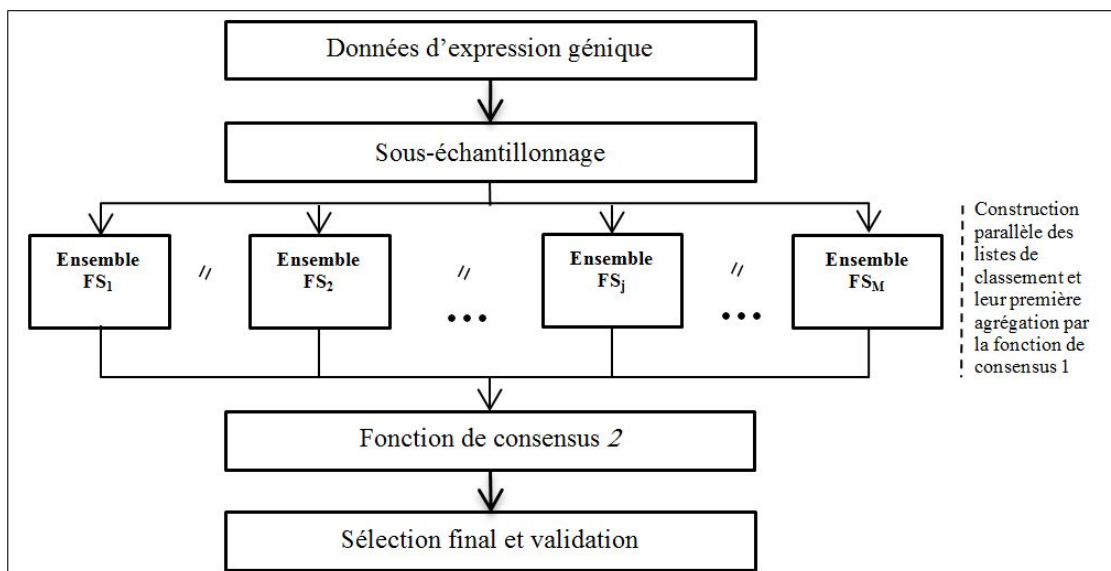 Données d’expression génique
Sous-échantillonnage
Ensemble
FS₁
//
Ensemble
FS₂
//
...
Ensemble
FSⱼ
//
...
Ensemble
FS_M
Construction
parallèle des
listes de
classement et
leur première
agrégation par
la fonction de
consensus 1
Fonction de consensus 2
Sélection final et validation